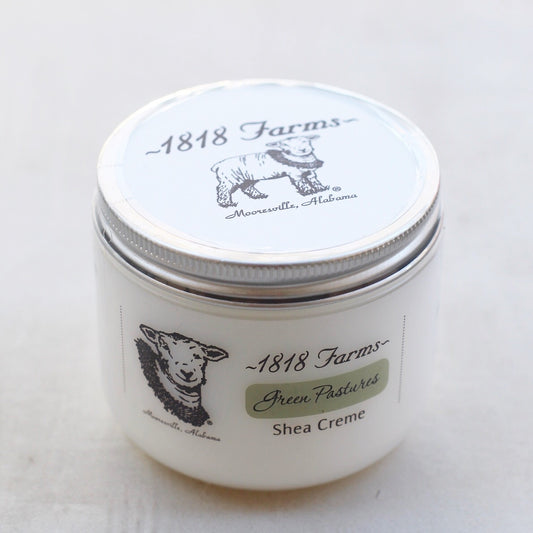 ~1818 Farms~
®
Mooresville, Alabama
~1818 Farms~
Green Pastures
Shea Creme
®
Mooresville, Alabama